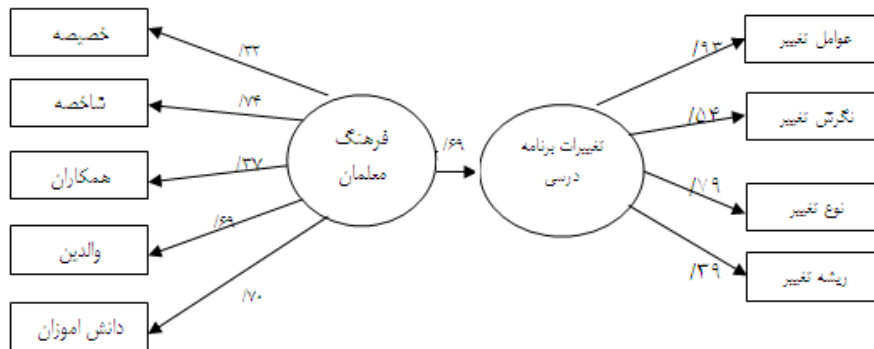 خصیصه
/۳۲
شاخصه
/۷۴
همکاران
/۳۷
والدین
/۶۹
دانش اموزان
/۷۰
فرهنگ
معلمان
/۶۹
تغییرات برنامه
درسی
/۹۳
عوامل تغییر
/۵۴
نگرش تغییر
/۷۹
نوع تغییر
/۳۹
ریشه تغییر